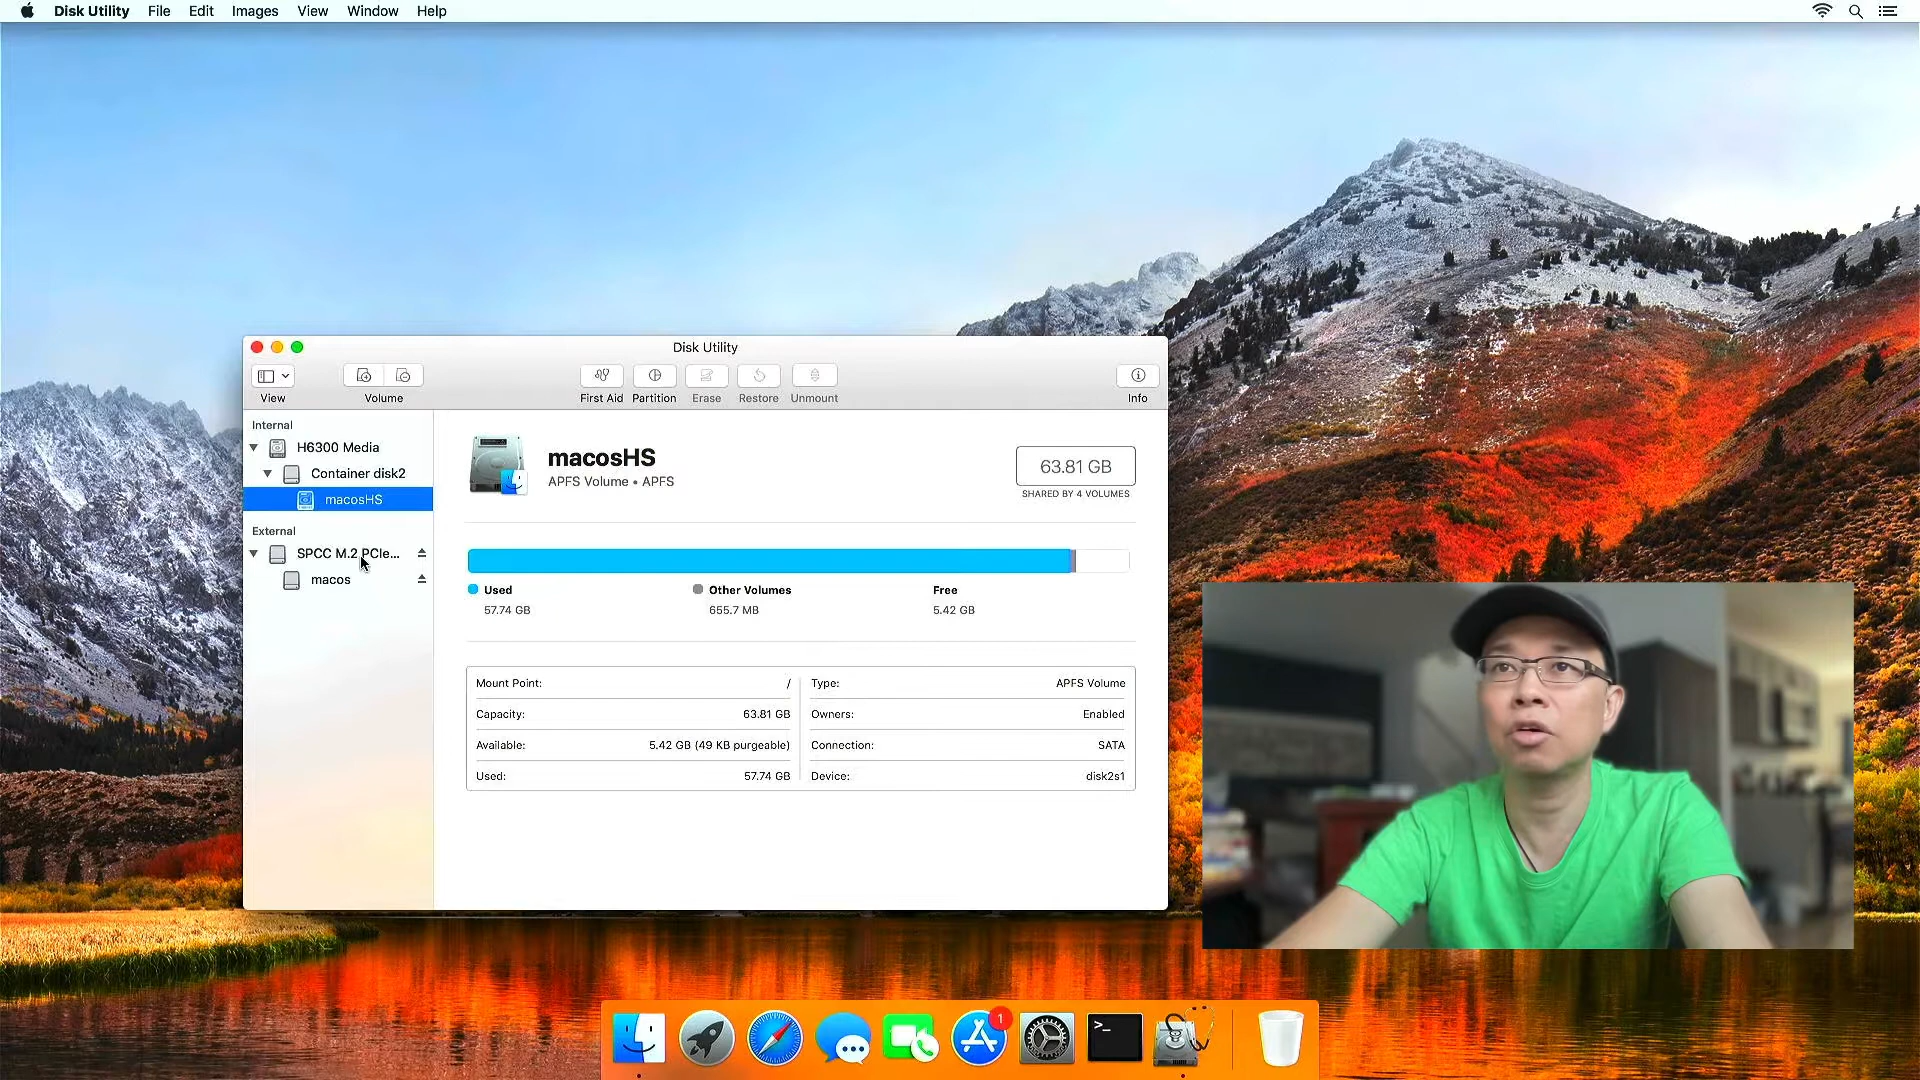 Disk Utility File Edit Images View Window Help
Disk Utility
View Volume First Aid Partition Erase Restore Unmount Info
Internal
H6300 Media
Container disk2
macosHS
External
SPCC M.2 PCIe...
macos
macosHS
APFS Volume • APFS
63.81 GB
SHARED BY 4 VOLUMES
Used
57.74 GB
Other Volumes
655.7 MB
Free
5.42 GB
Mount Point: /
Capacity: 63.81 GB
Available: 5.42 GB (49 KB purgeable)
Used: 57.74 GB
Type: APFS Volume
Owners: Enabled
Connection: SATA
Device: disk2s1
1
>_